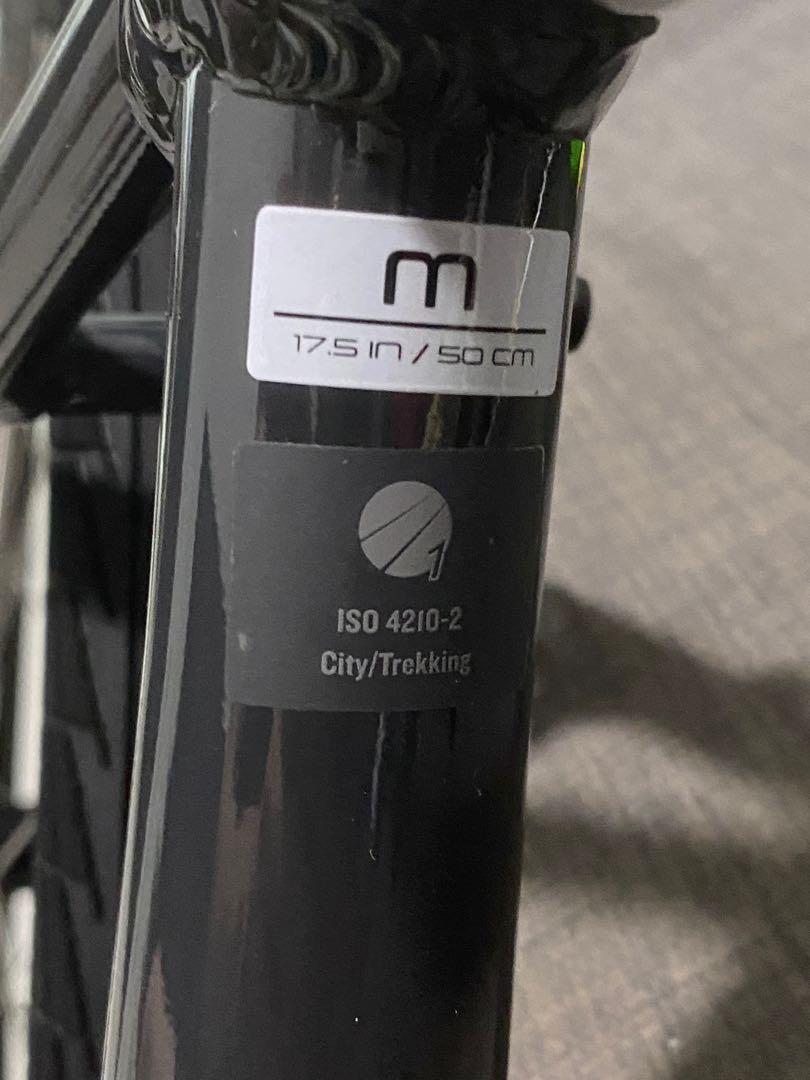 m
17.5 in / 50 cm
1
ISO 4210-2
City/Trekking